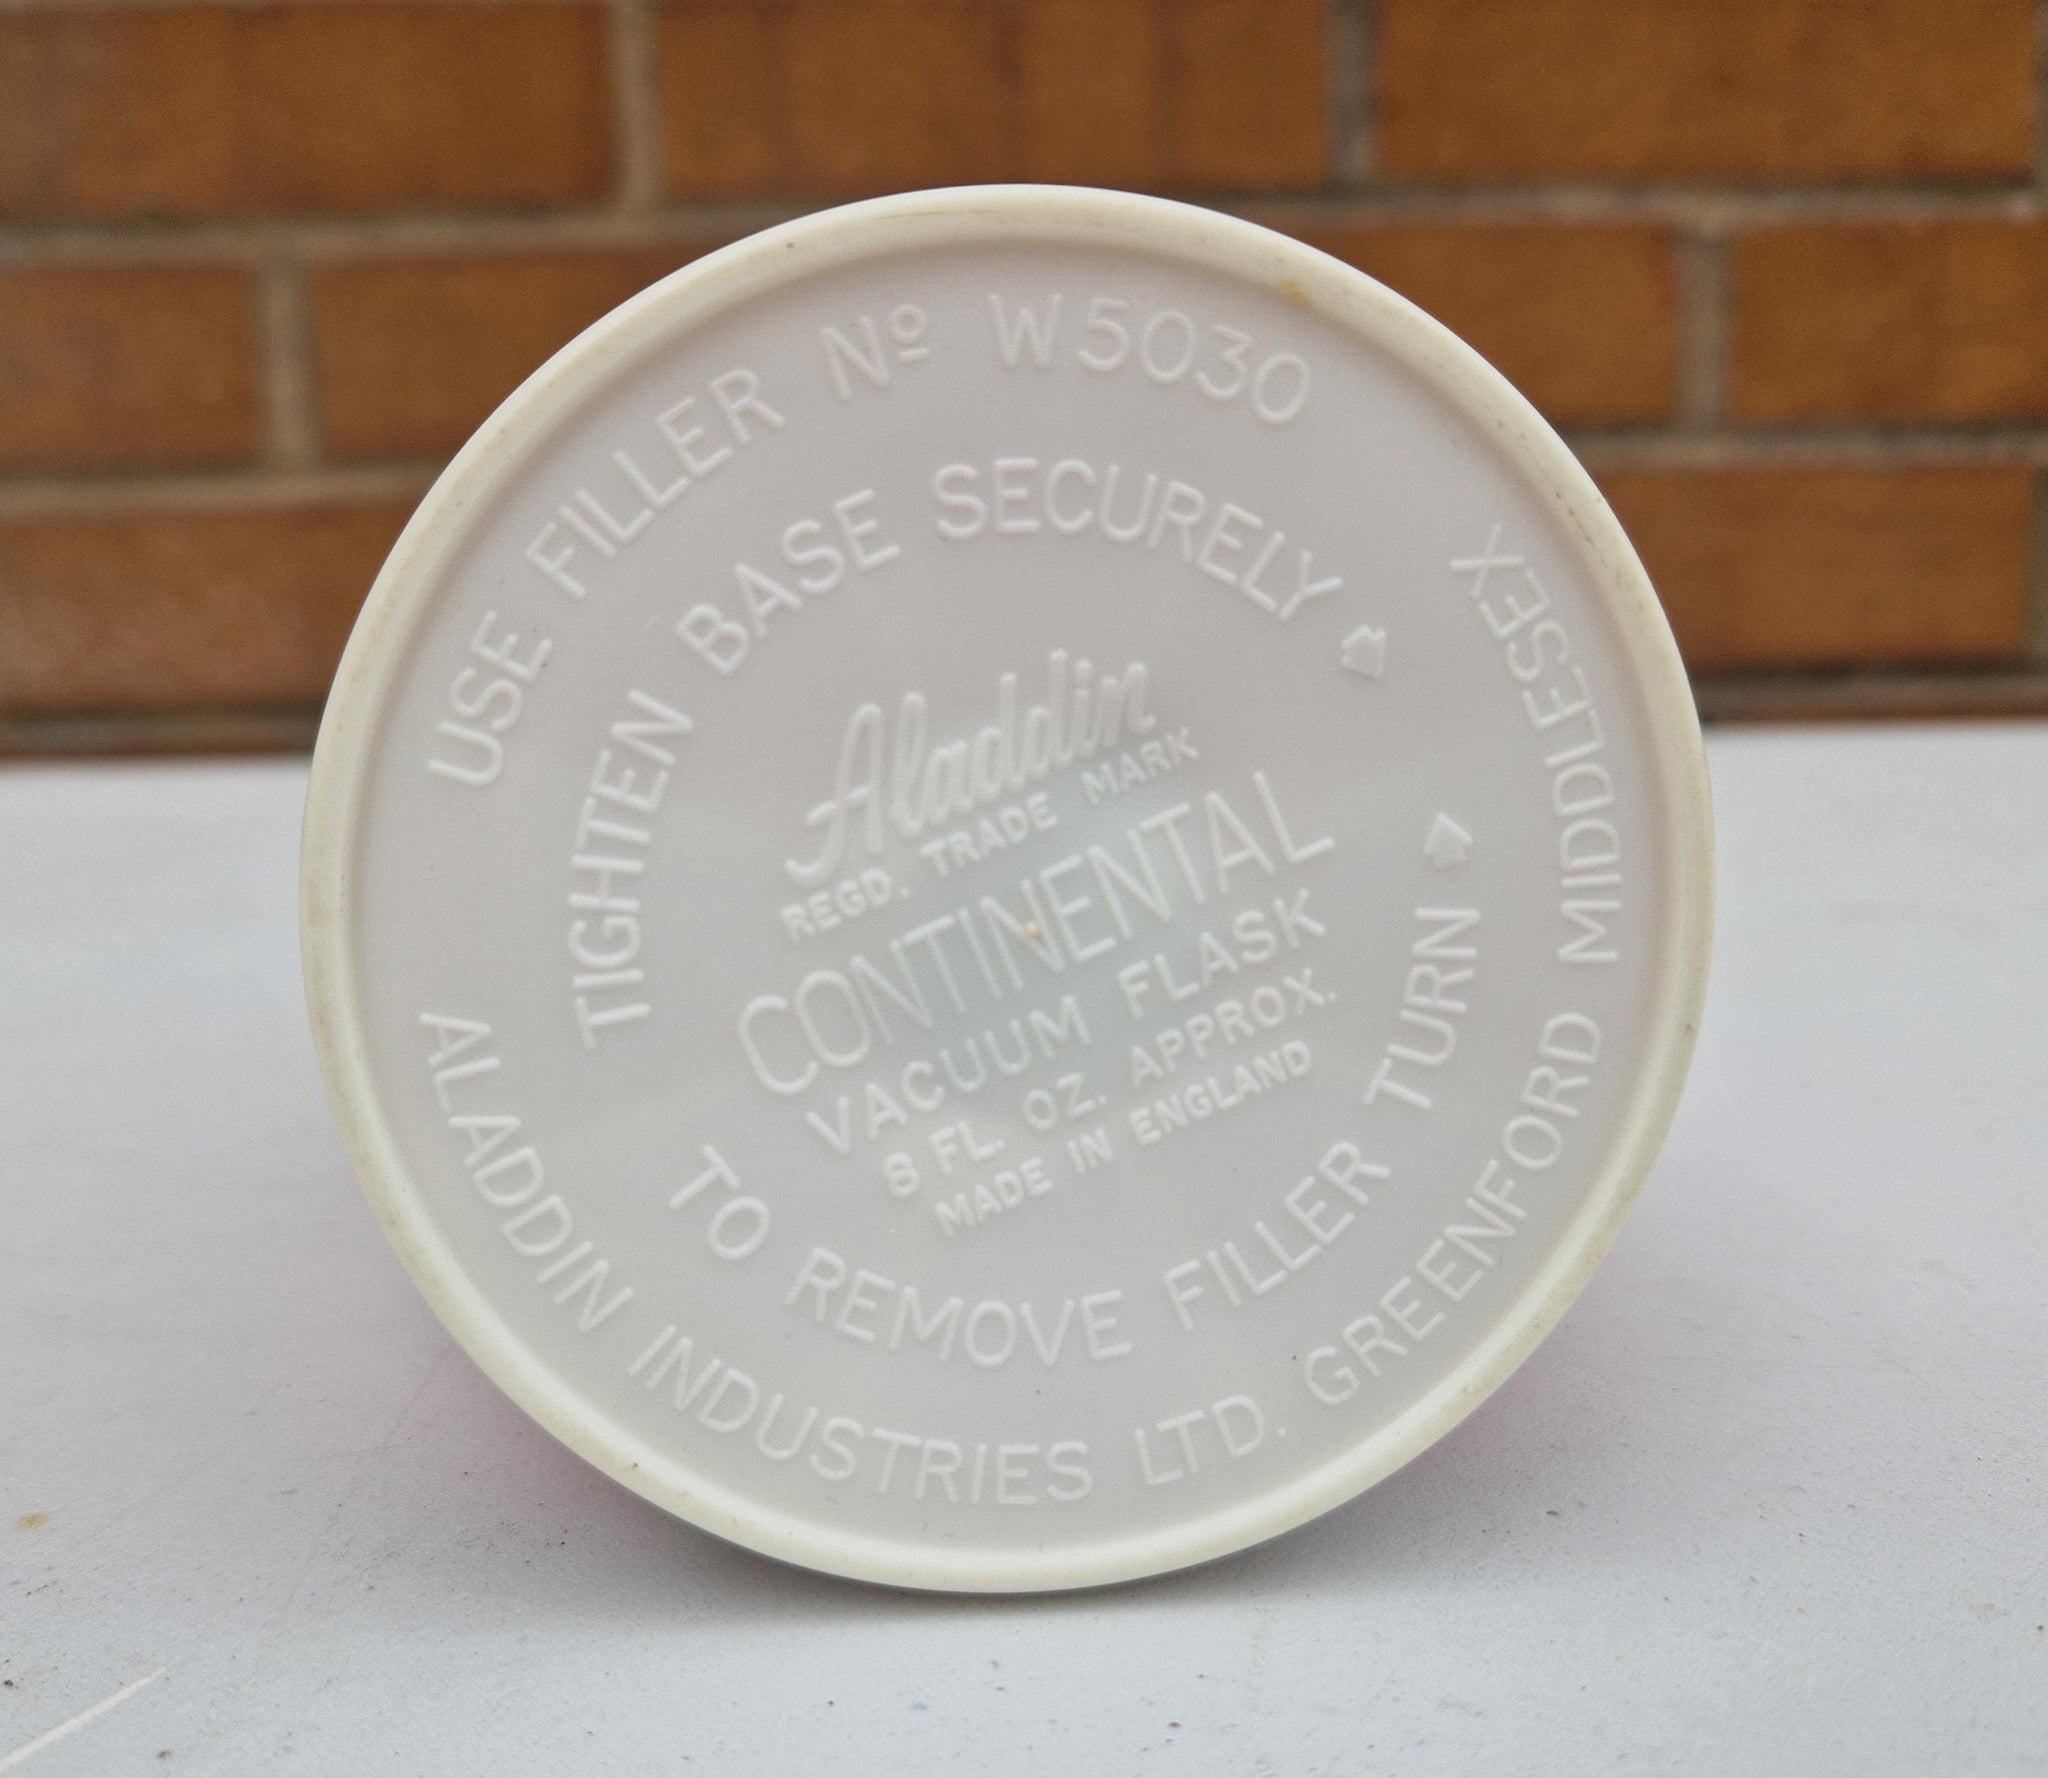 USE FILLER Nº W5030
TIGHTEN BASE SECURELY
Aladdin
REGD. TRADE MARK
CONTINENTAL
VACUUM FLASK
8 FL. OZ. APPROX.
MADE IN ENGLAND
TO REMOVE FILLER TURN
ALADDIN INDUSTRIES LTD. GREENFORD MIDDLESEX